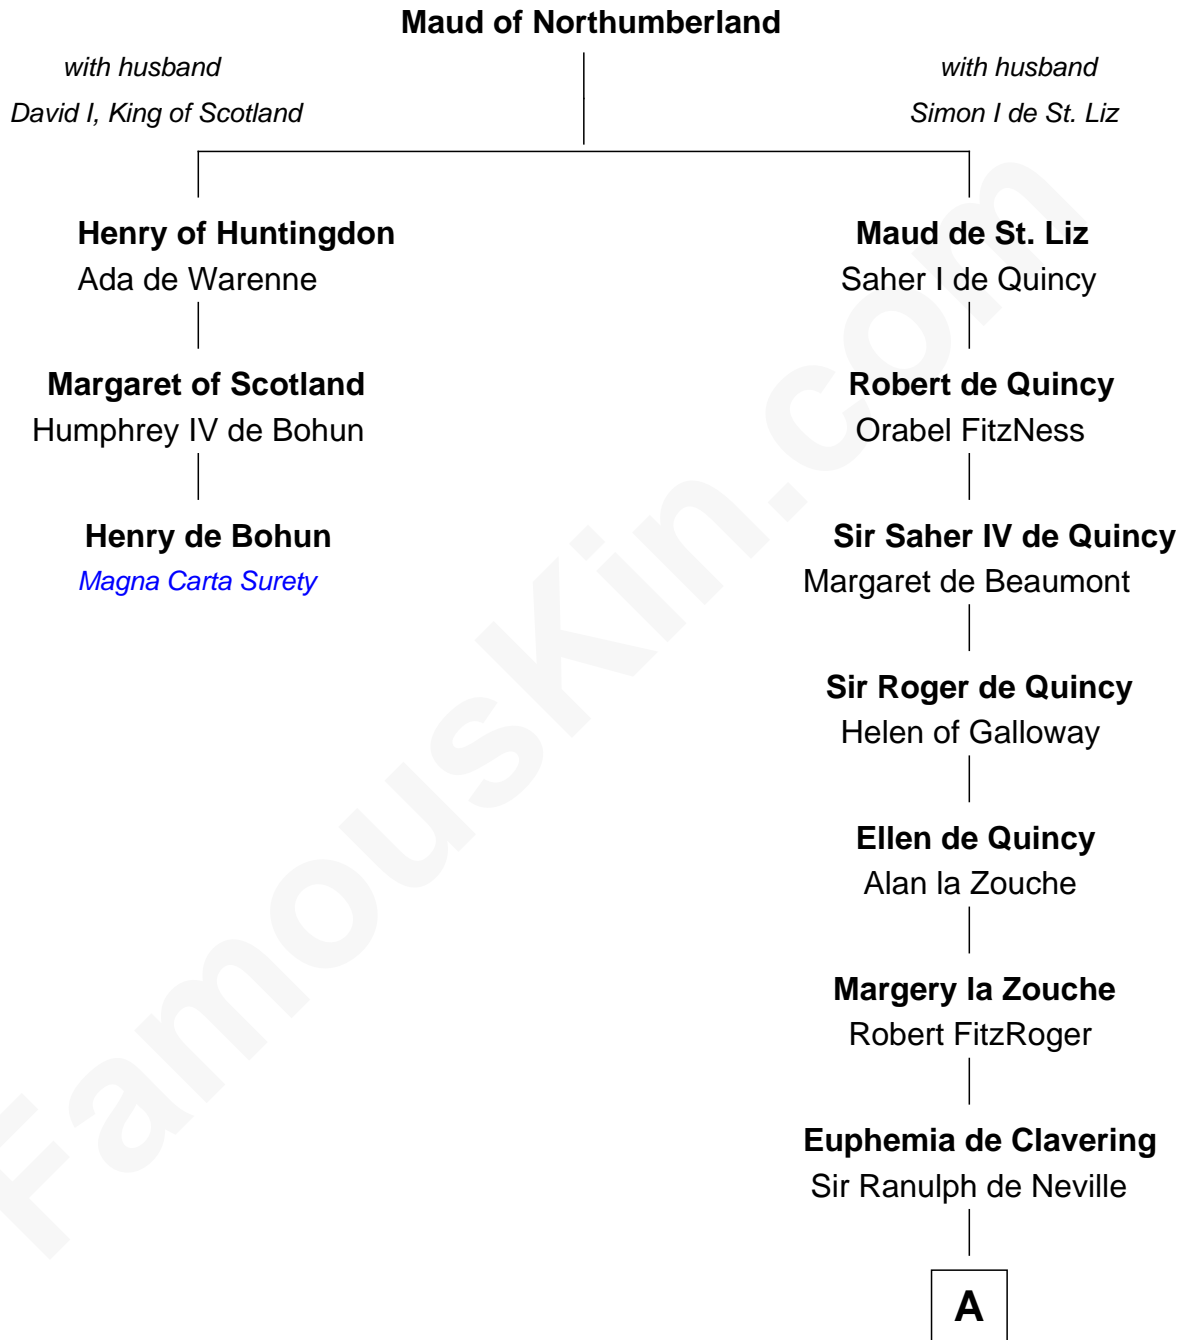 Maud of Northumberland
with husband
David I, King of Scotland
with husband
Simon I de St. Liz
Henry of Huntingdon
Ada de Warenne
Maud de St. Liz
Saher I de Quincy
Margaret of Scotland
Humphrey IV de Bohun
Robert de Quincy
Orabel FitzNess
Henry de Bohun
Magna Carta Surety
Sir Saher IV de Quincy
Margaret de Beaumont
Sir Roger de Quincy
Helen of Galloway
Ellen de Quincy
Alan la Zouche
Margery la Zouche
Robert FitzRoger
Euphemia de Clavering
Sir Ranulph de Neville
A
FamousKin.com